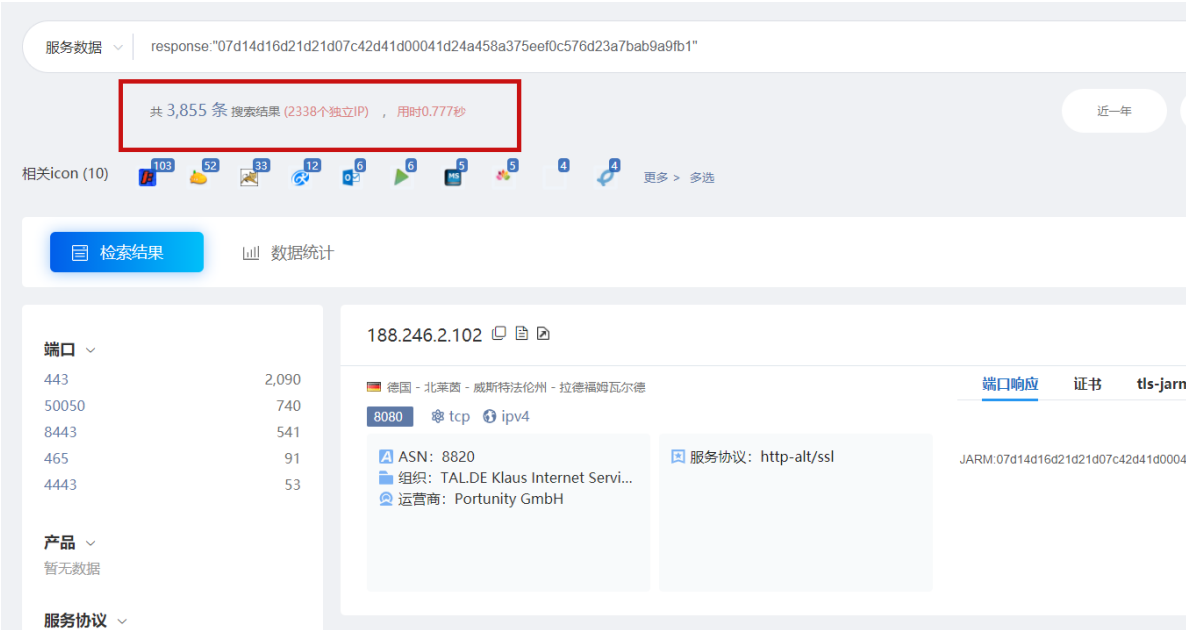 服务数据 response:"07d14d16d21d21d07c42d41d00041d24a458a375eef0c576d23a7bab9a9fb1"
共 3,855 条 搜索结果 (2338个独立IP) ，用时0.777秒
近一年
相关icon (10) 103 52 33 12 6 6 5 5 4 4 更多 > 多选
检索结果 数据统计
端口
443 2,090
50050 740
8443 541
465 91
4443 53
产品
暂无数据
服务协议
188.246.2.102
德国 - 北莱茵 - 威斯特法伦州 - 拉德福姆瓦尔德
8080 tcp ipv4
ASN: 8820
组织: TAL.DE Klaus Internet Servi...
运营商: Portunity GmbH
服务协议: http-alt/ssl
端口响应 证书 tls-jarm
JARM:07d14d16d21d21d07c42d41d0004